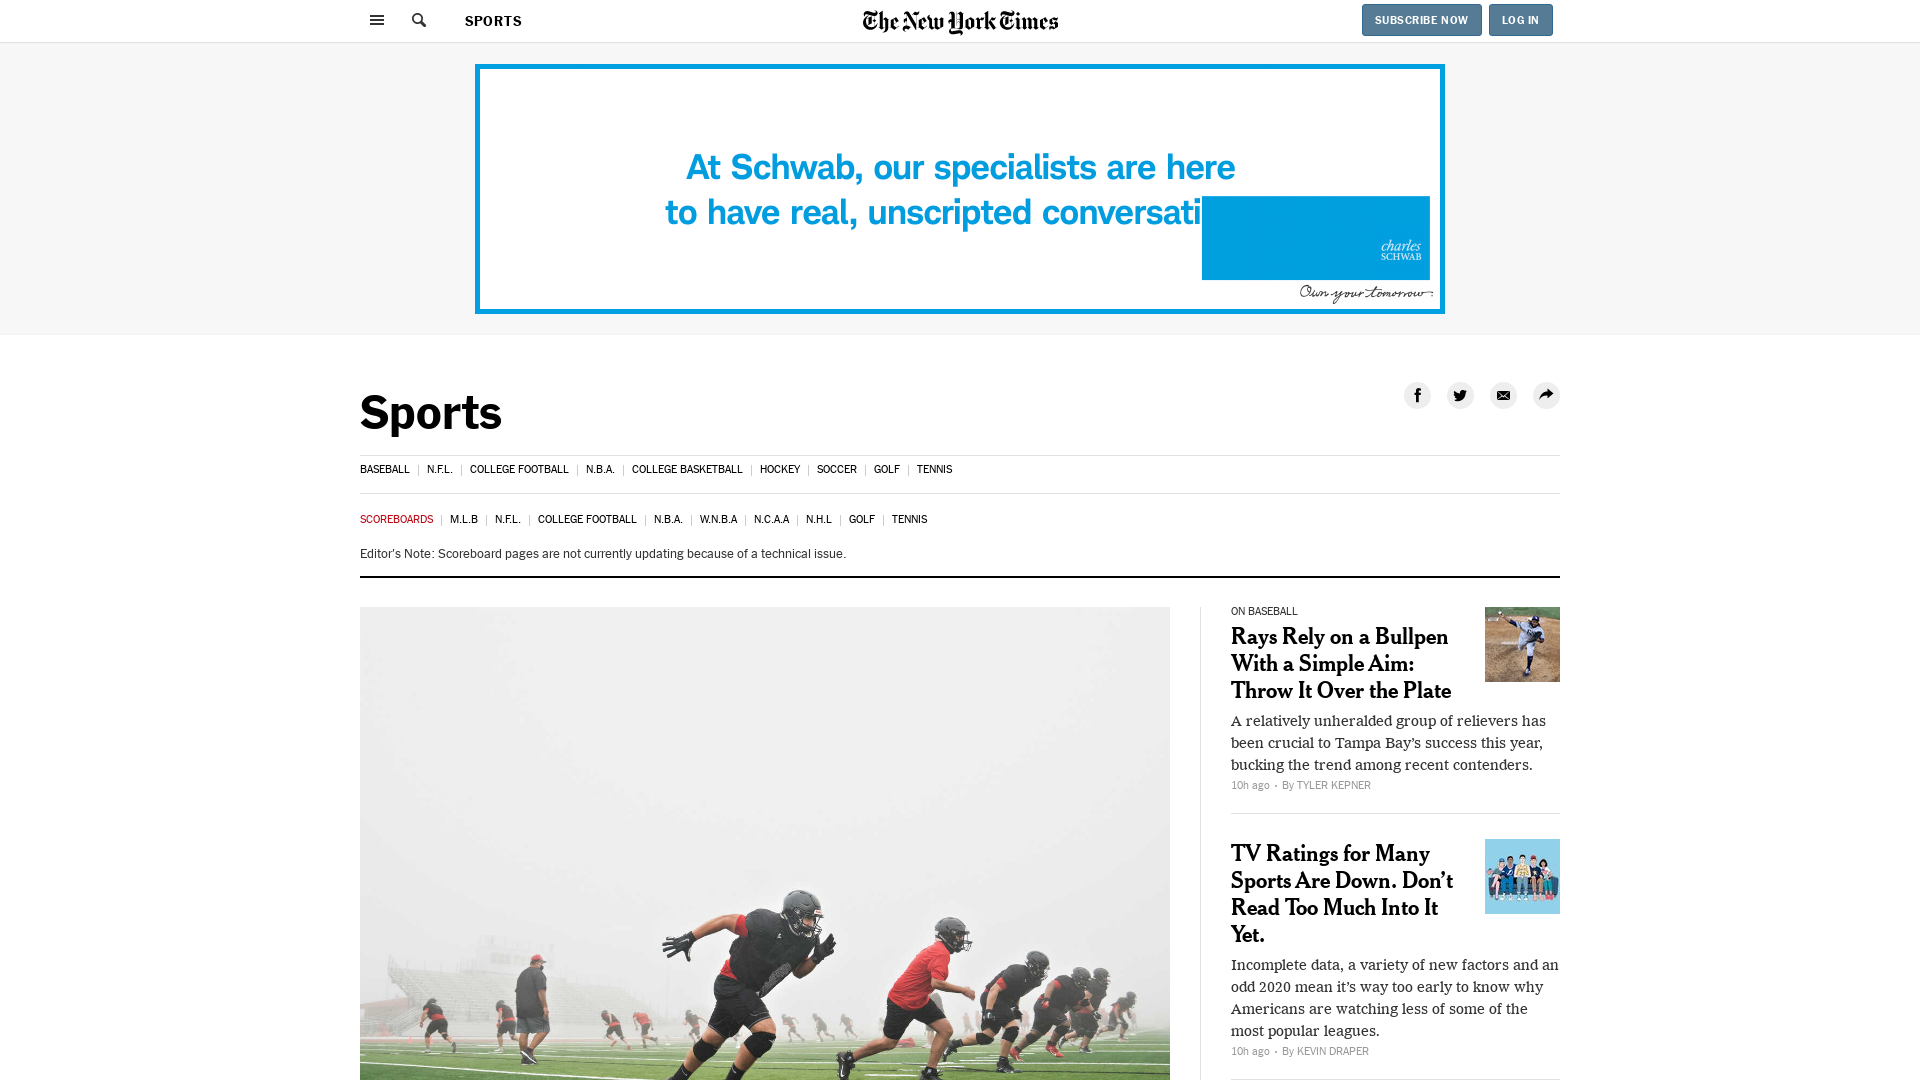 SPORTS
The New York Times
SUBSCRIBE NOW
LOG IN
At Schwab, our specialists are here
to have real, unscripted conversati
charles
SCHWAB
Own your tomorrow.
Sports
BASEBALL
N.F.L.
COLLEGE FOOTBALL
N.B.A.
COLLEGE BASKETBALL
HOCKEY
SOCCER
GOLF
TENNIS
SCOREBOARDS
M.L.B
N.F.L.
COLLEGE FOOTBALL
N.B.A.
W.N.B.A
N.C.A.A
N.H.L
GOLF
TENNIS
Editor's Note: Scoreboard pages are not currently updating because of a technical issue.
ON BASEBALL
Rays Rely on a Bullpen
With a Simple Aim:
Throw It Over the Plate
A relatively unheralded group of relievers has
been crucial to Tampa Bay’s success this year,
bucking the trend among recent contenders.
10h ago • By TYLER KEPNER
TV Ratings for Many
Sports Are Down. Don’t
Read Too Much Into It
Yet.
Incomplete data, a variety of new factors and an
odd 2020 mean it’s way too early to know why
Americans are watching less of some of the
most popular leagues.
10h ago • By KEVIN DRAPER